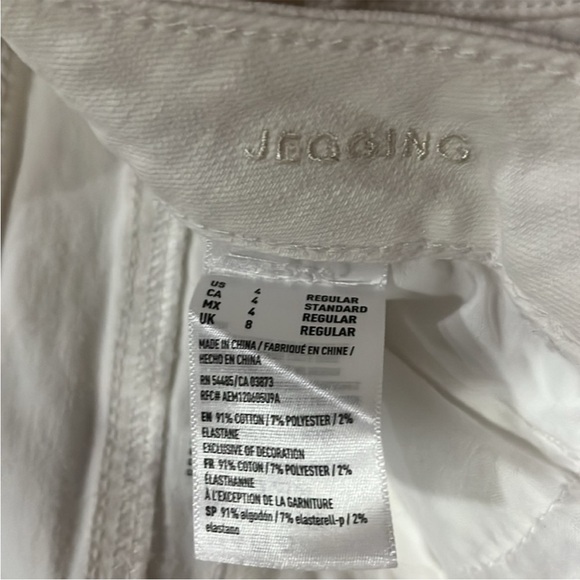 JEGGING
US 4 REGULAR
CA 4 STANDARD
MX 4 REGULAR
UK 8 REGULAR
MADE IN CHINA / FABRIQUÉ EN CHINE /
HECHO EN CHINA
RN 54485/CA 03873
RFC# AEM120605U9A
EN 91% COTTON / 7% POLYESTER / 2%
ELASTANE
EXCLUSIVE OF DECORATION
FR 91% COTON / 7% POLYESTER / 2%
ÉLASTHANNE
À L'EXCEPTION DE LA GARNITURE
SP 91% algodón / 7% elasterell-p / 2%
elastano